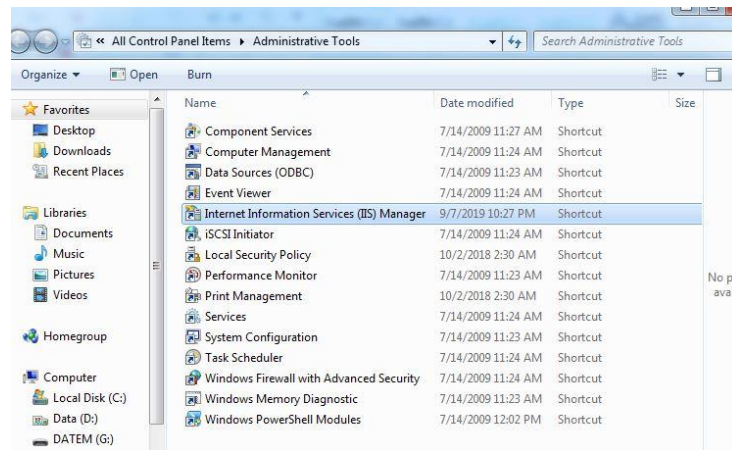 « All Control Panel Items ▸ Administrative Tools
Search Administrative Tools
Organize ▼ Open Burn
Name Date modified Type Size
Favorites
Desktop
Downloads
Recent Places
Libraries
Documents
Music
Pictures
Videos
Homegroup
Computer
Local Disk (C:)
Data (D:)
DATEM (G:)
Component Services 7/14/2009 11:27 AM Shortcut
Computer Management 7/14/2009 11:24 AM Shortcut
Data Sources (ODBC) 7/14/2009 11:23 AM Shortcut
Event Viewer 7/14/2009 11:24 AM Shortcut
Internet Information Services (IIS) Manager 9/7/2019 10:27 PM Shortcut
iSCSI Initiator 7/14/2009 11:24 AM Shortcut
Local Security Policy 10/2/2018 2:30 AM Shortcut
Performance Monitor 7/14/2009 11:23 AM Shortcut
Print Management 10/2/2018 2:30 AM Shortcut
Services 7/14/2009 11:24 AM Shortcut
System Configuration 7/14/2009 11:23 AM Shortcut
Task Scheduler 7/14/2009 11:24 AM Shortcut
Windows Firewall with Advanced Security 7/14/2009 11:24 AM Shortcut
Windows Memory Diagnostic 7/14/2009 11:23 AM Shortcut
Windows PowerShell Modules 7/14/2009 12:02 PM Shortcut
No p
ava